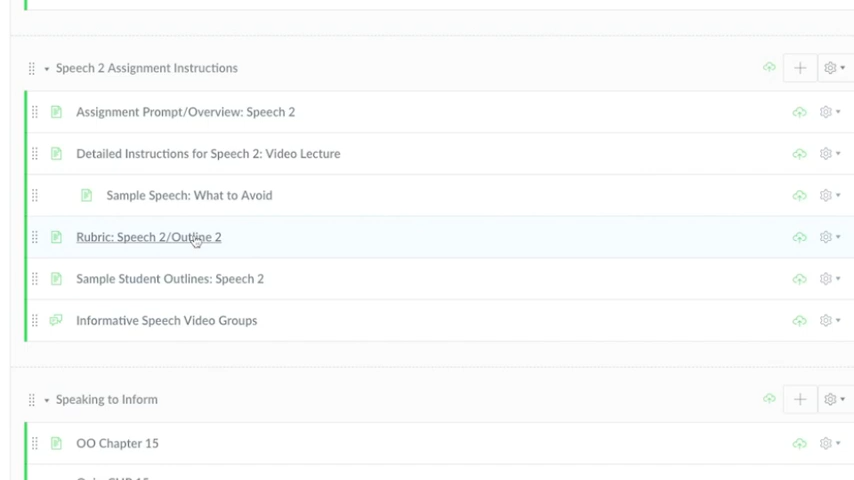 Speech 2 Assignment Instructions
Assignment Prompt/Overview: Speech 2
Detailed Instructions for Speech 2: Video Lecture
Sample Speech: What to Avoid
Rubric: Speech 2/Outline 2
Sample Student Outlines: Speech 2
Informative Speech Video Groups
Speaking to Inform
OO Chapter 15